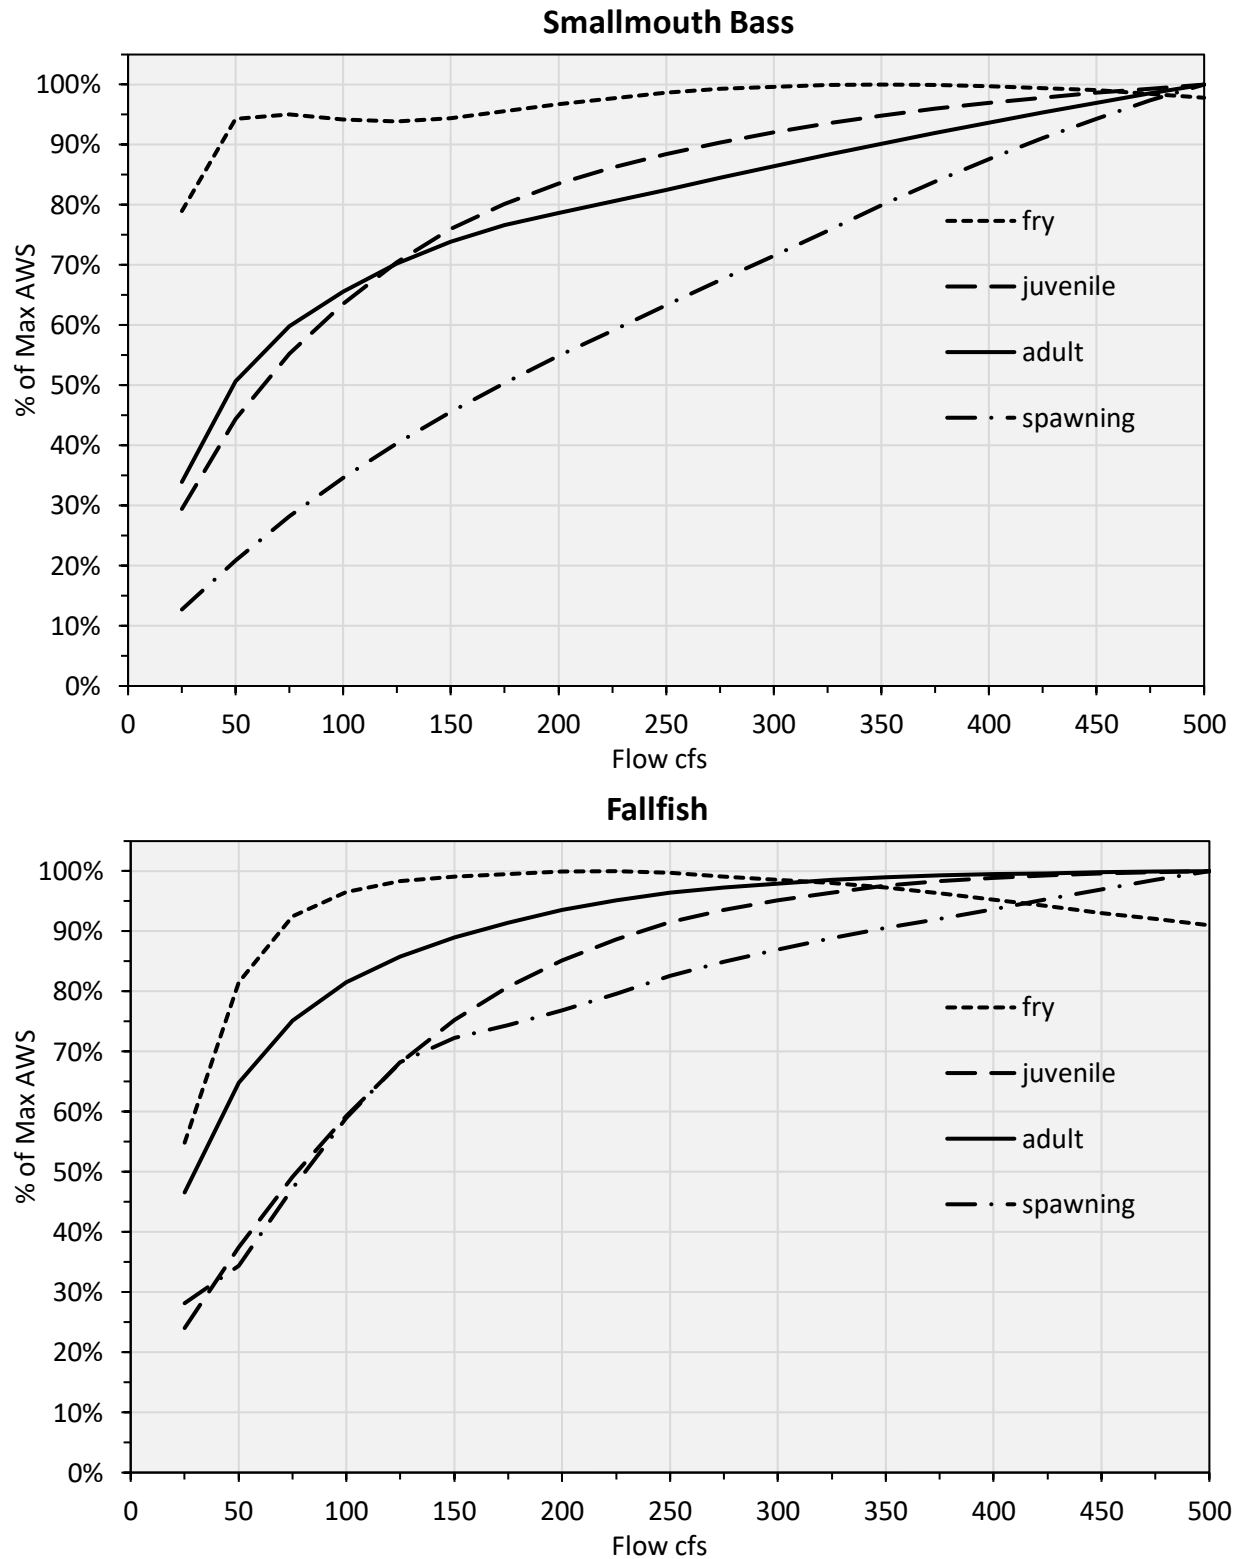 Smallmouth Bass
100%
90%
80%
70%
60%
50%
40%
30%
20%
10%
0%
% of Max AWS
fry
juvenile
adult
spawning
0 50 100 150 200 250 300 350 400 450 500
Flow cfs
Fallfish
100%
90%
80%
70%
60%
50%
40%
30%
20%
10%
0%
% of Max AWS
fry
juvenile
adult
spawning
0 50 100 150 200 250 300 350 400 450 500
Flow cfs